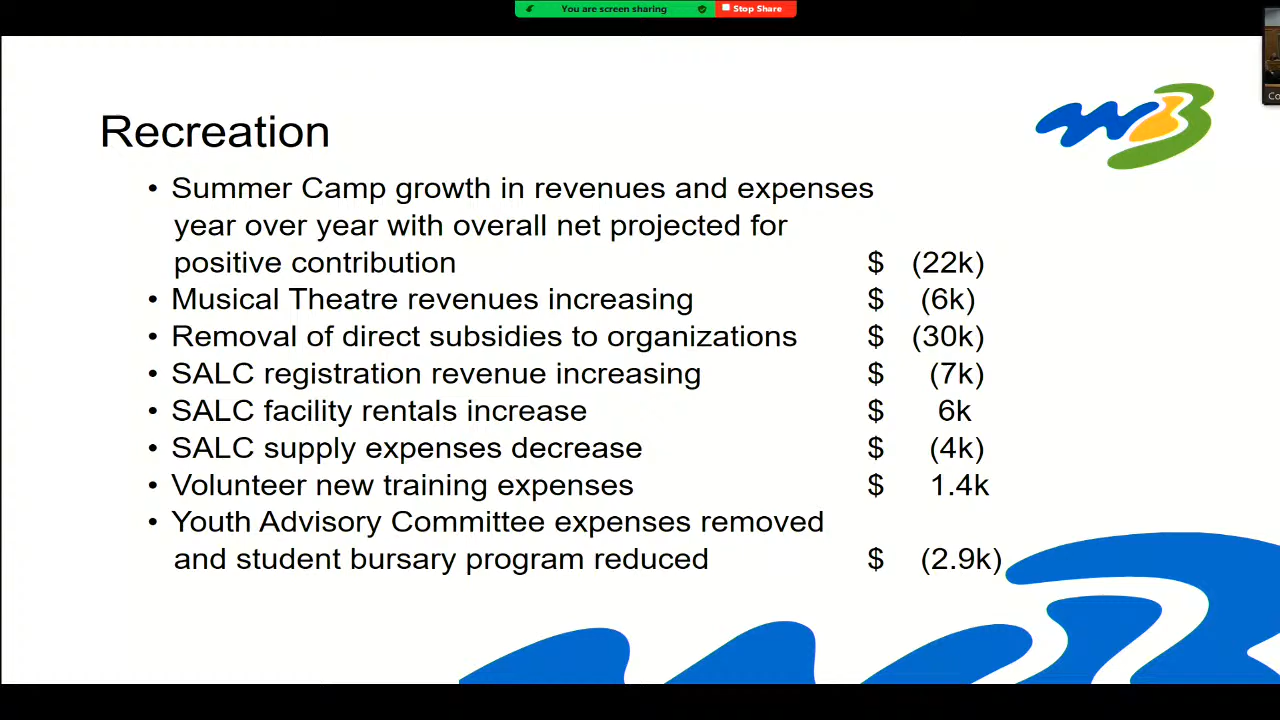 You are screen sharing Stop Share
Co
Recreation
• Summer Camp growth in revenues and expenses
year over year with overall net projected for
positive contribution $ (22k)
• Musical Theatre revenues increasing $ (6k)
• Removal of direct subsidies to organizations $ (30k)
• SALC registration revenue increasing $ (7k)
• SALC facility rentals increase $ 6k
• SALC supply expenses decrease $ (4k)
• Volunteer new training expenses $ 1.4k
• Youth Advisory Committee expenses removed
and student bursary program reduced $ (2.9k)